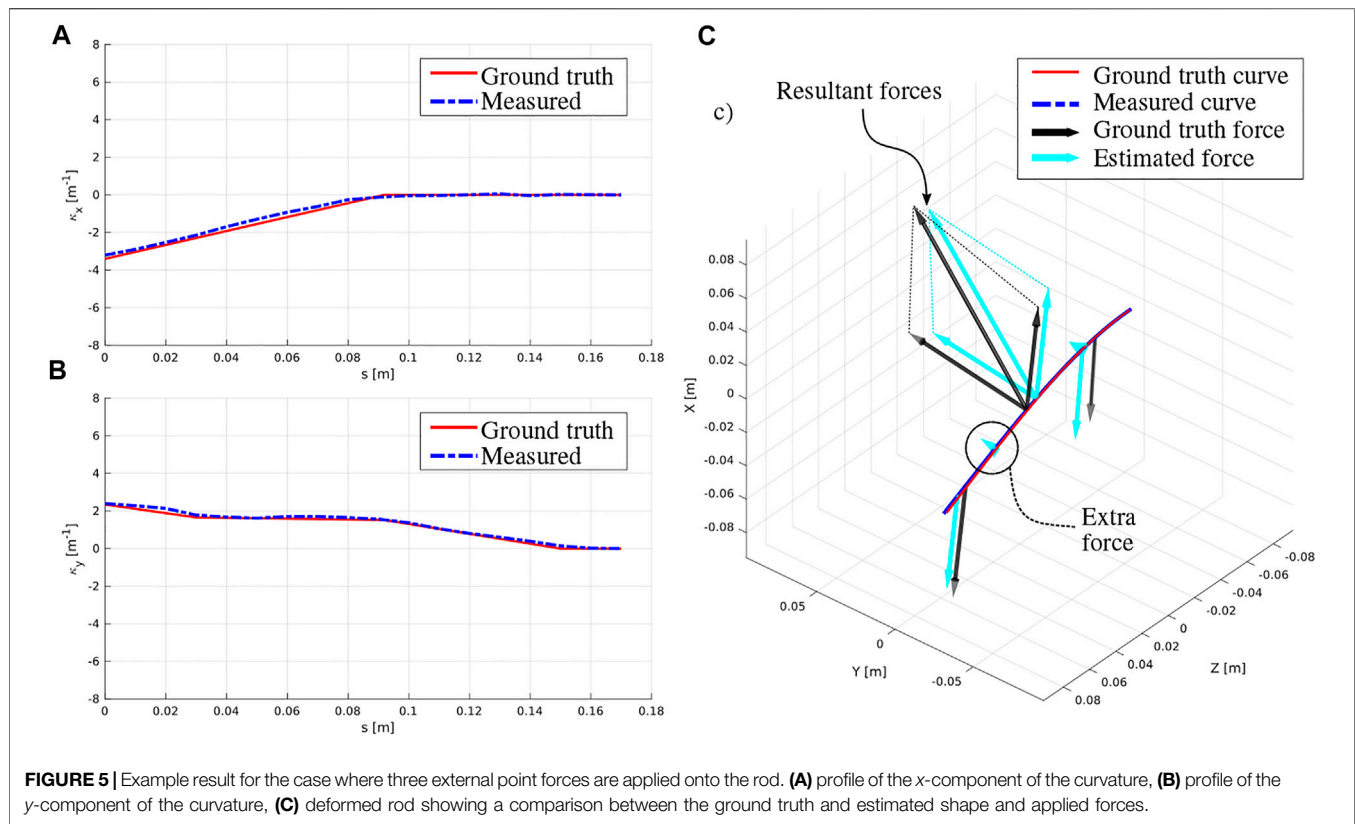 A
8
6
4
2
0
-2
-4
-6
-8
κx [m-1]
Ground truth
Measured
0 0.02 0.04 0.06 0.08 0.1 0.12 0.14 0.16 0.18
s [m]
B
8
6
4
2
0
-2
-4
-6
-8
κy [m-1]
Ground truth
Measured
0 0.02 0.04 0.06 0.08 0.1 0.12 0.14 0.16 0.18
s [m]
C
c)
Resultant forces
Ground truth curve
Measured curve
Ground truth force
Estimated force
0.08
0.06
0.04
0.02
0
-0.02
-0.04
-0.06
-0.08
X [m]
Extra
force
0.05
0
-0.05
Y [m]
-0.08
-0.06
-0.04
-0.02
0
0.02
0.04
0.06
0.08
Z [m]
FIGURE 5 | Example result for the case where three external point forces are applied onto the rod. (A) profile of the x-component of the curvature, (B) profile of the
y-component of the curvature, (C) deformed rod showing a comparison between the ground truth and estimated shape and applied forces.